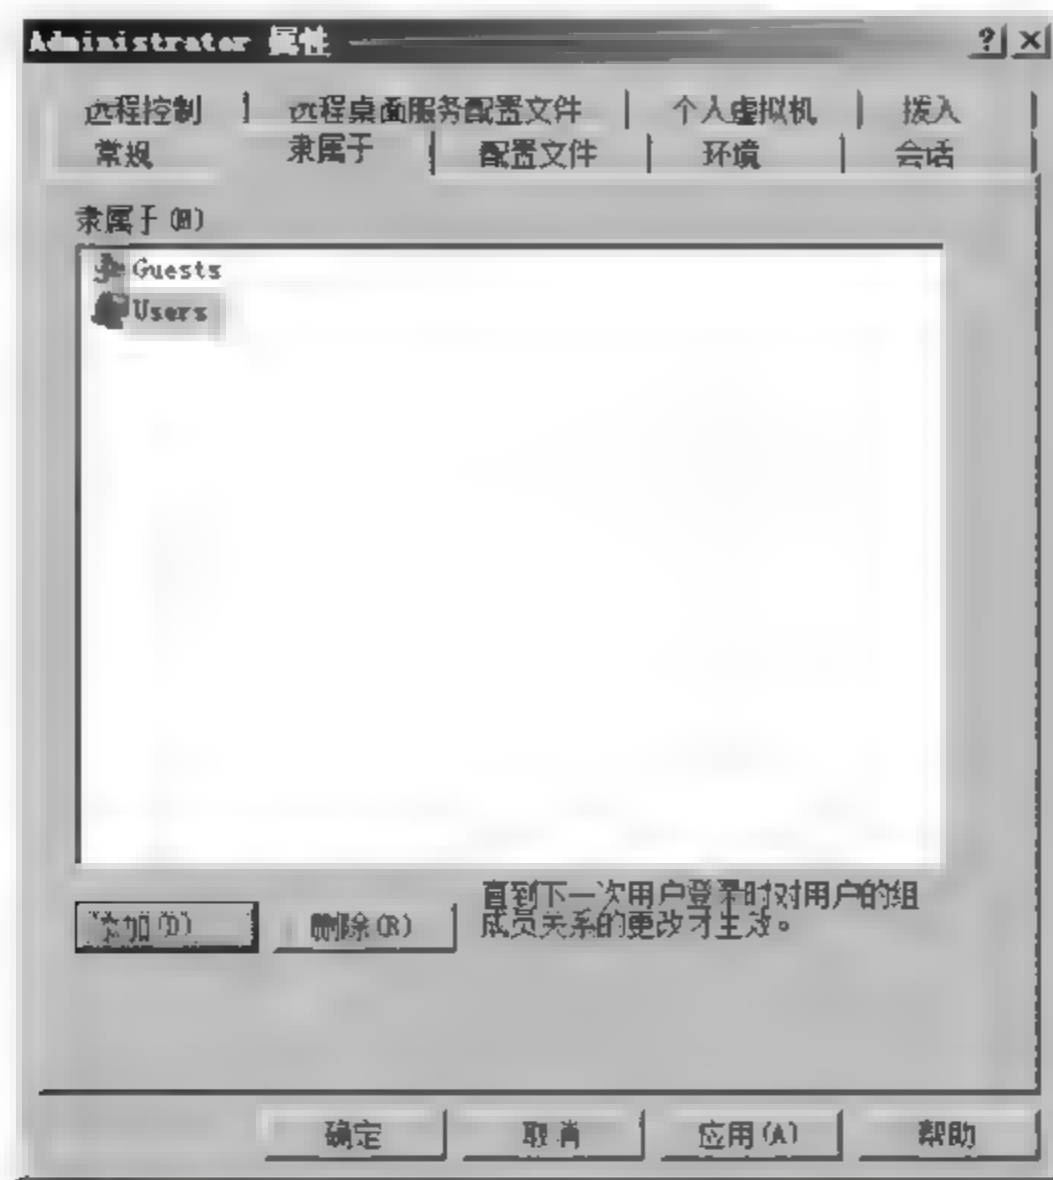 Administrator 属性
远程控制 远程桌面服务配置文件 个人虚拟机 拨入
常规 隶属于 配置文件 环境 会话
隶属于(M)
Guests
Users
添加(D) 删除(R)
直到下一次用户登录时对用户的组
成员关系的更改才生效。
确定 取消 应用(A) 帮助